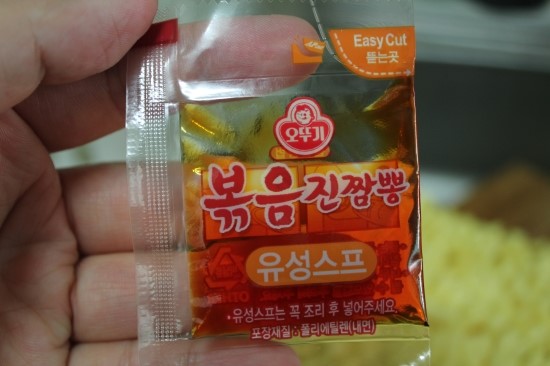 Easy Cut
뜯는곳
오뚜기
볶음진짬뽕
유성스프
• 유성스프는 꼭 조리 후 넣어주세요.
포장재질 : 폴리에틸렌(내면)